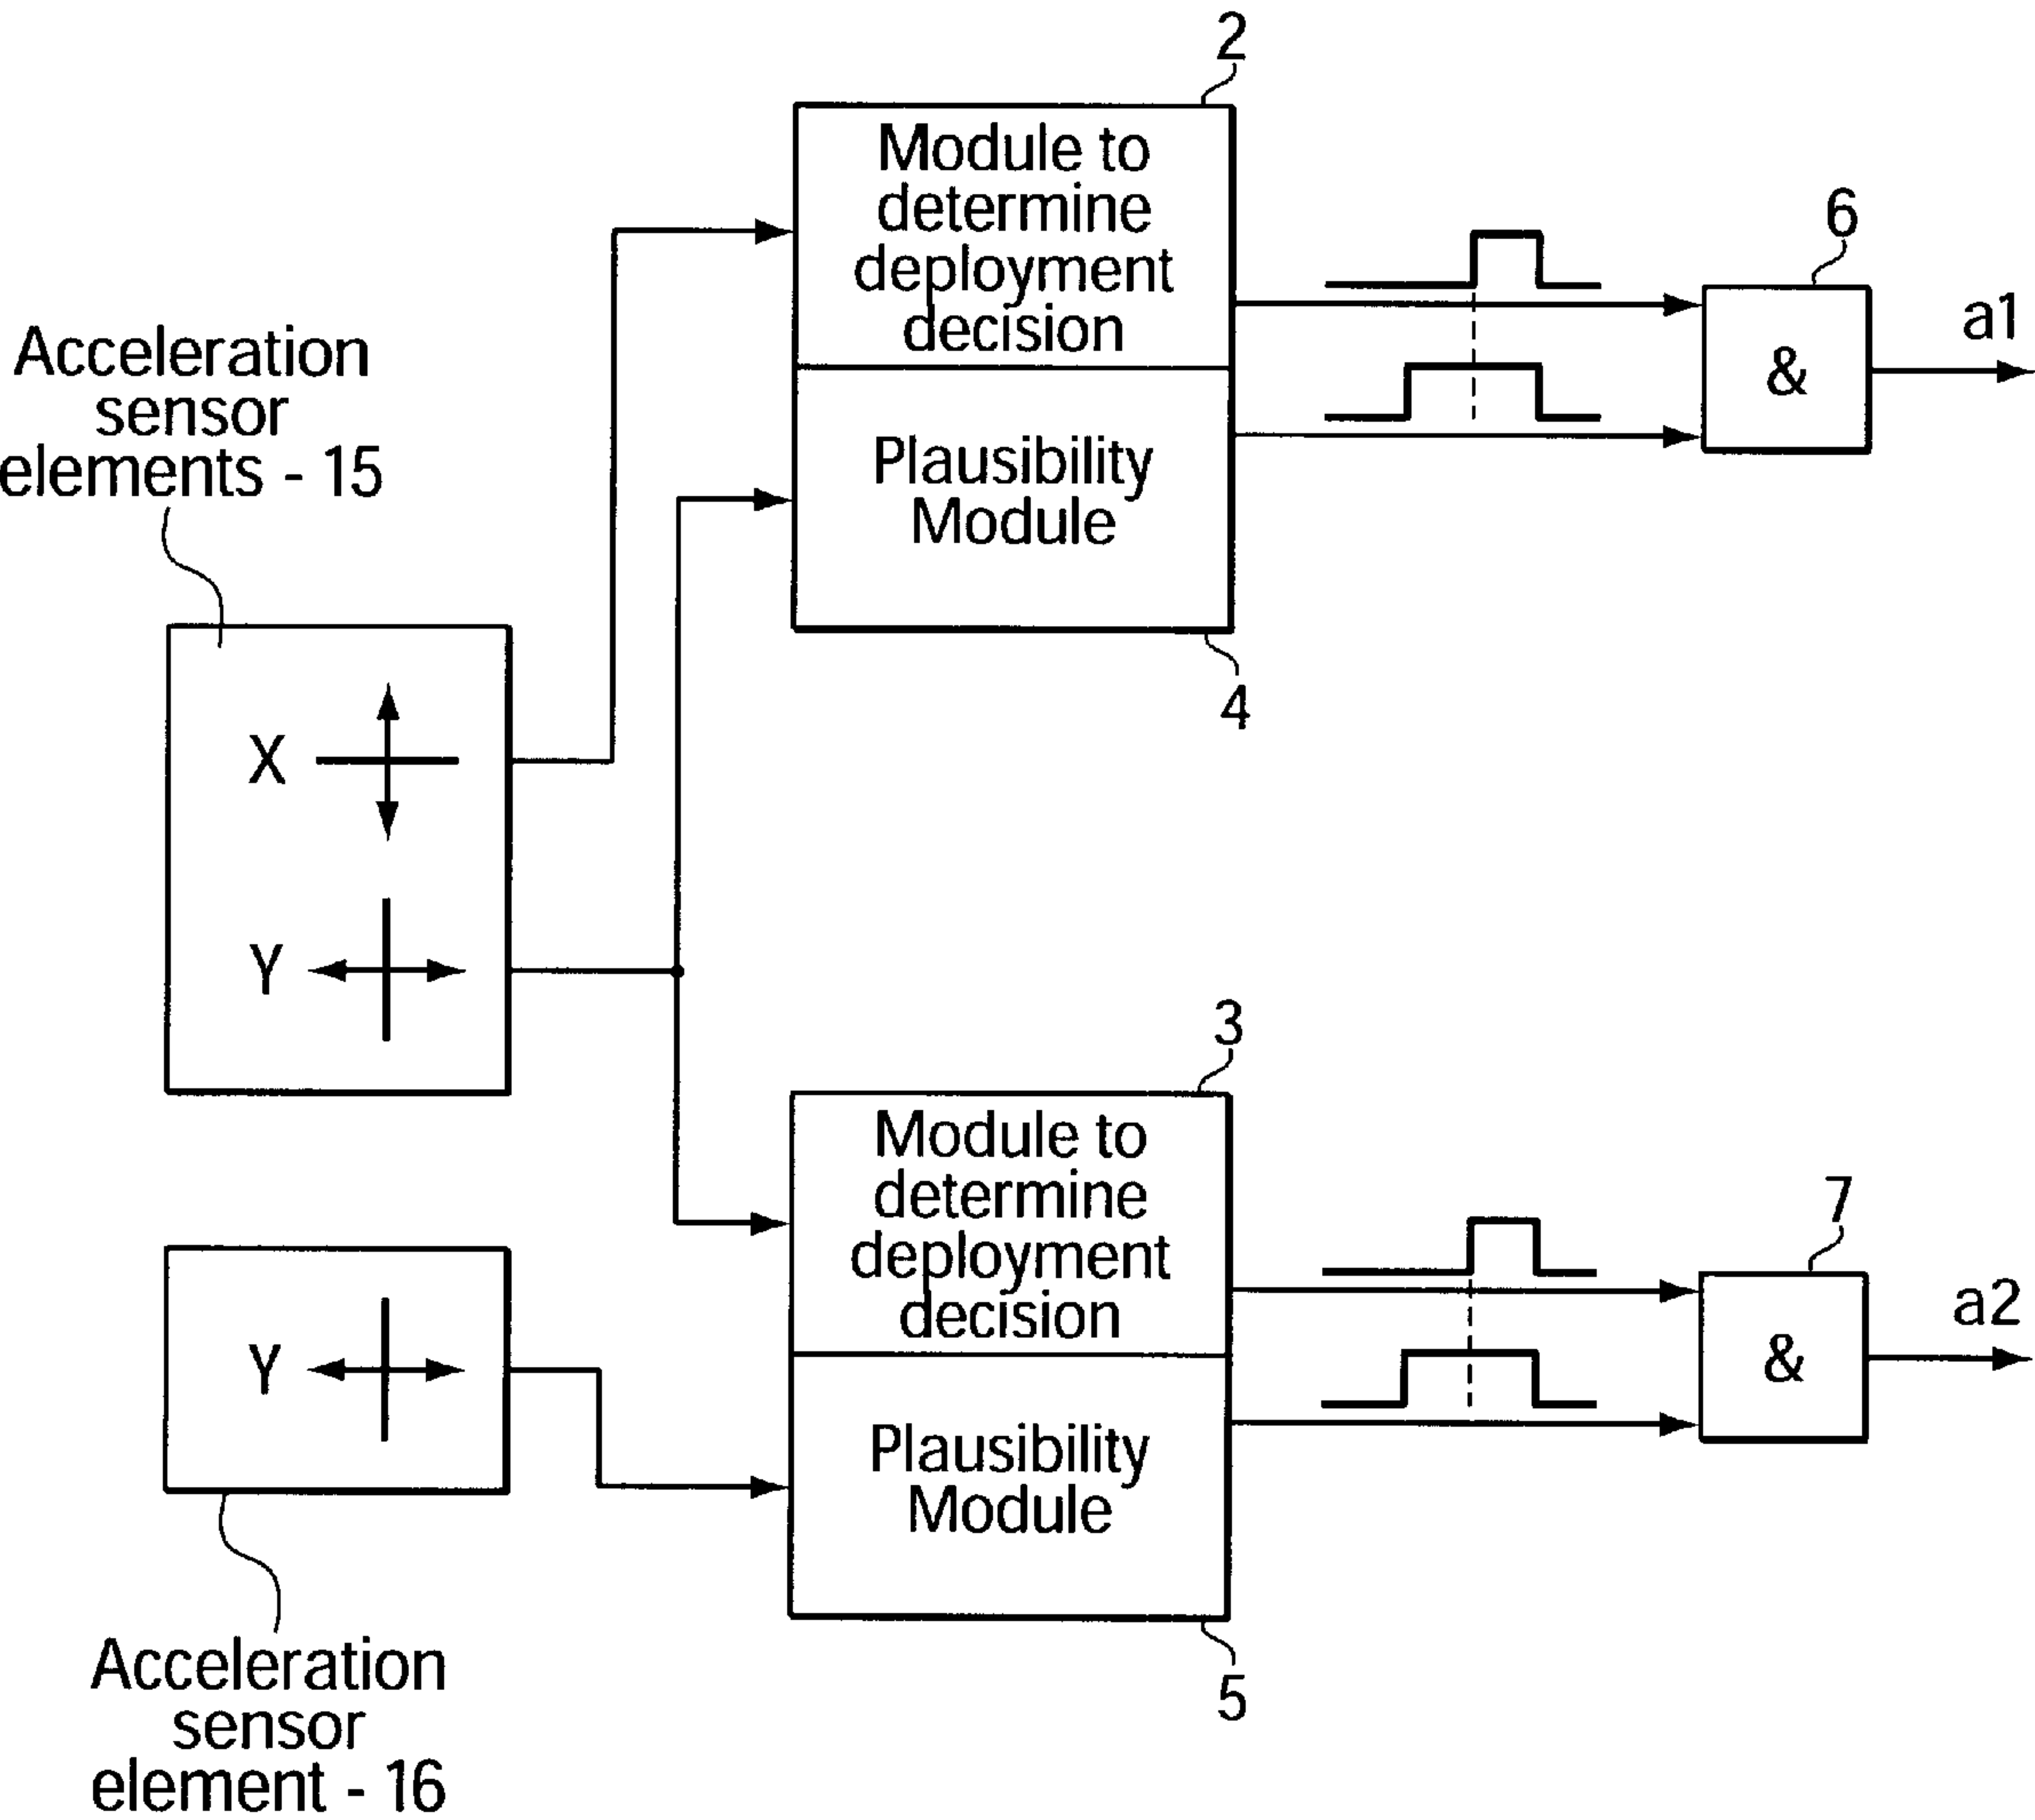 2
Module to
determine
deployment
decision
6
a1
&
Acceleration
sensor
elements - 15
Plausibility
Module
4
X
Y
3
Module to
determine
deployment
decision
7
a2
&
Y
Plausibility
Module
5
Acceleration
sensor
element - 16